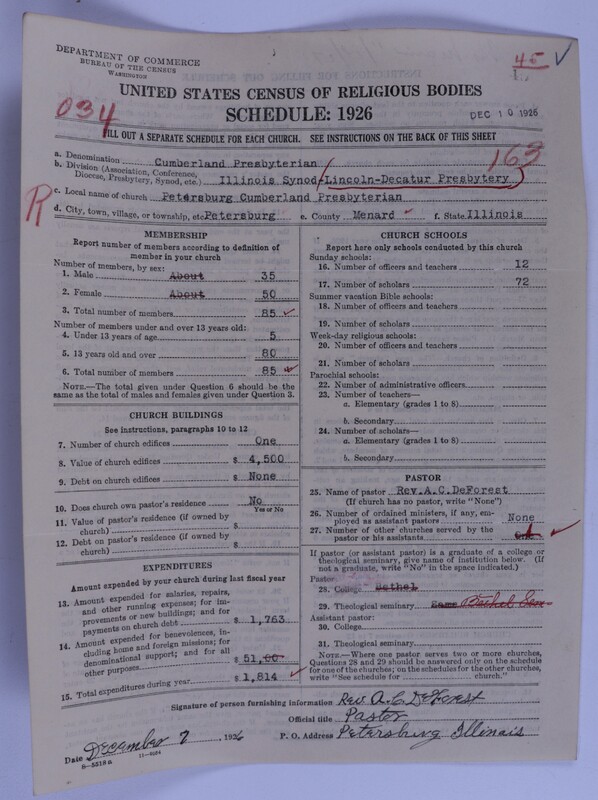 DEPARTMENT OF COMMERCE
BUREAU OF THE CENSUS
WASHINGTON
45
UNITED STATES CENSUS OF RELIGIOUS BODIES
SCHEDULE: 1926
DEC 10 1926
034
FILL OUT A SEPARATE SCHEDULE FOR EACH CHURCH. SEE INSTRUCTIONS ON THE BACK OF THIS SHEET
163
a. Denomination Cumberland Presbyterian
b. Division (Association, Conference, Diocese, Presbytery, Synod, etc.) Illinois Synod (Lincoln-Decatur Presbytery)
R
c. Local name of church Petersburg Cumberland Presbyterian
d. City, town, village, or township, etc. Petersburg e. County Menard f. State Illinois
MEMBERSHIP
Report number of members according to definition of
member in your church
Number of members, by sex:
1. Male About 35
2. Female About 50
3. Total number of members 85
Number of members under and over 13 years old:
4. Under 13 years of age 5
5. 13 years old and over 80
6. Total number of members 85
NOTE.—The total given under Question 6 should be
same as the total of males and females given under Question 3.
CHURCH BUILDINGS
See instructions, paragraphs 10 to 12
7. Number of church edifices One
8. Value of church edifices $ 4,500
9. Debt on church edifices $ None
10. Does church own pastor's residence? No
Yes or No
11. Value of pastor's residence (if owned by
church) $
12. Debt on pastor's residence (if owned by
church) $
EXPENDITURES
Amount expended by your church during last fiscal year
13. Amount expended for salaries, repairs,
and other running expenses; for im-
provements or new buildings; and for
payments on church debt $ 1,763
14. Amount expended for benevolences, in-
cluding home and foreign missions; for
denominational support; and for all
other purposes $ 51,00
15. Total expenditures during year $ 1,814
CHURCH SCHOOLS
Report here only schools conducted by this church
Sunday schools:
16. Number of officers and teachers 12
17. Number of scholars 72
Summer vacation Bible schools:
18. Number of officers and teachers
19. Number of scholars
Week-day religious schools:
20. Number of officers and teachers
21. Number of scholars
Parochial schools:
22. Number of administrative officers
23. Number of teachers—
a. Elementary (grades 1 to 8)
b. Secondary
24. Number of scholars—
a. Elementary (grades 1 to 8)
b. Secondary
PASTOR
25. Name of pastor Rev.A.C.DeForest
(If church has no pastor, write "None")
26. Number of ordained ministers, if any, em-
ployed as assistant pastors None
27. Number of other churches served by the
pastor or his assistants 1
If pastor (or assistant pastor) is a graduate of a college or
theological seminary, give name of institution below. (If
not a graduate, write "No" in the space indicated.)
Pastor:
28. College Bethel
29. Theological seminary Same Bethel Sem
Assistant pastor:
30. College
31. Theological seminary
NOTE.—Where one pastor serves two or more churches,
Questions 28 and 29 should be answered only on the schedule
for one of the churches; on the schedules for the other churches,
write "See schedule for church."
Signature of person furnishing information Rev A.C. DeForest
Official title Pastor
Date December 7, 1926 P. O. Address Petersburg Illinois
8—5518 a 11—4664